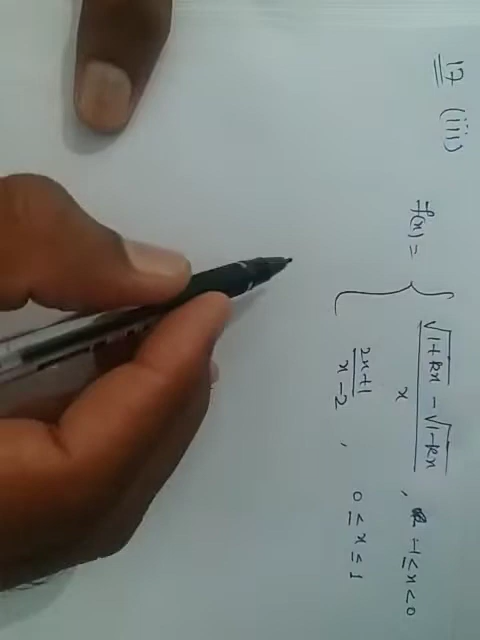 17 (iii)
f(x) = { (√1+kx - √1-kx)/x , -1 ≤ x < 0
(2x+1)/(x-2) , 0 ≤ x ≤ 1